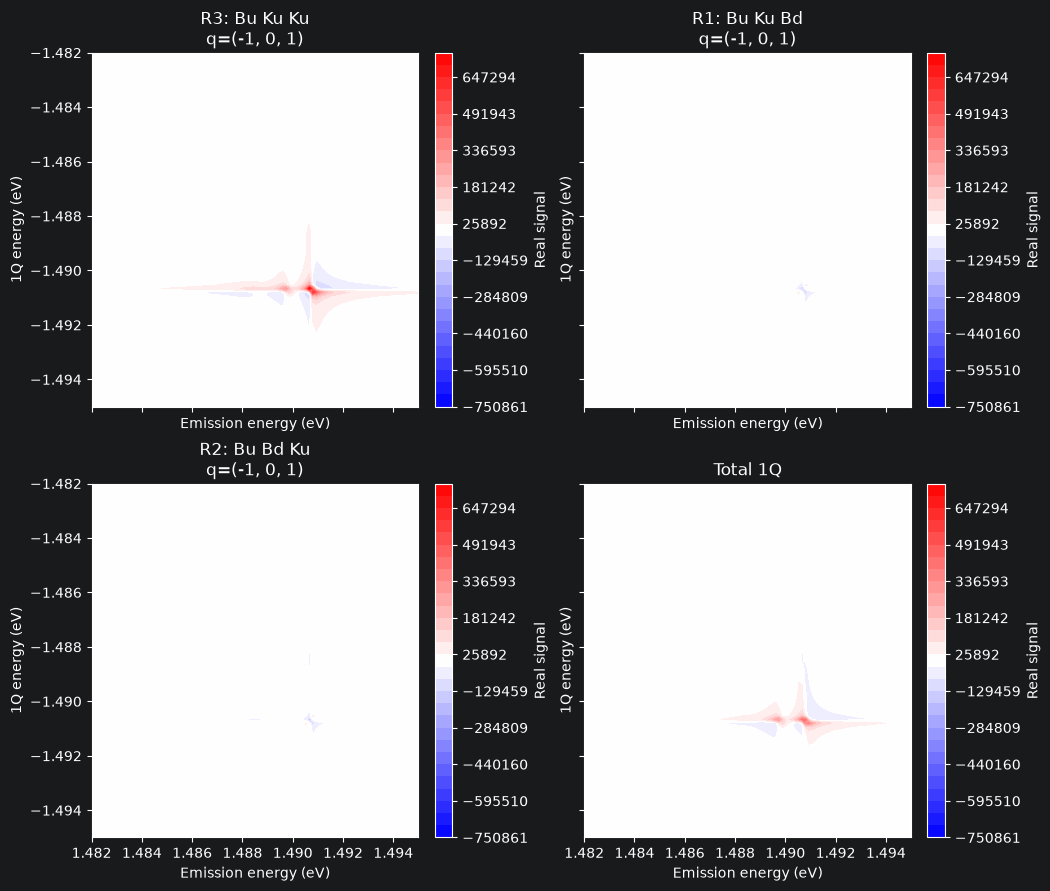 R3: Bu Ku Ku
q=(-1, 0, 1)
−1.482
−1.484
−1.486
−1.488
−1.490
−1.492
−1.494
1Q energy (eV)
Emission energy (eV)
647294
491943
336593
181242
25892
−129459
−284809
−440160
−595510
−750861
Real signal
R1: Bu Ku Bd
q=(-1, 0, 1)
1Q energy (eV)
Emission energy (eV)
647294
491943
336593
181242
25892
−129459
−284809
−440160
−595510
−750861
Real signal
R2: Bu Bd Ku
q=(-1, 0, 1)
−1.482
−1.484
−1.486
−1.488
−1.490
−1.492
−1.494
1Q energy (eV)
1.482 1.484 1.486 1.488 1.490 1.492 1.494
Emission energy (eV)
647294
491943
336593
181242
25892
−129459
−284809
−440160
−595510
−750861
Real signal
Total 1Q
1Q energy (eV)
1.482 1.484 1.486 1.488 1.490 1.492 1.494
Emission energy (eV)
647294
491943
336593
181242
25892
−129459
−284809
−440160
−595510
−750861
Real signal